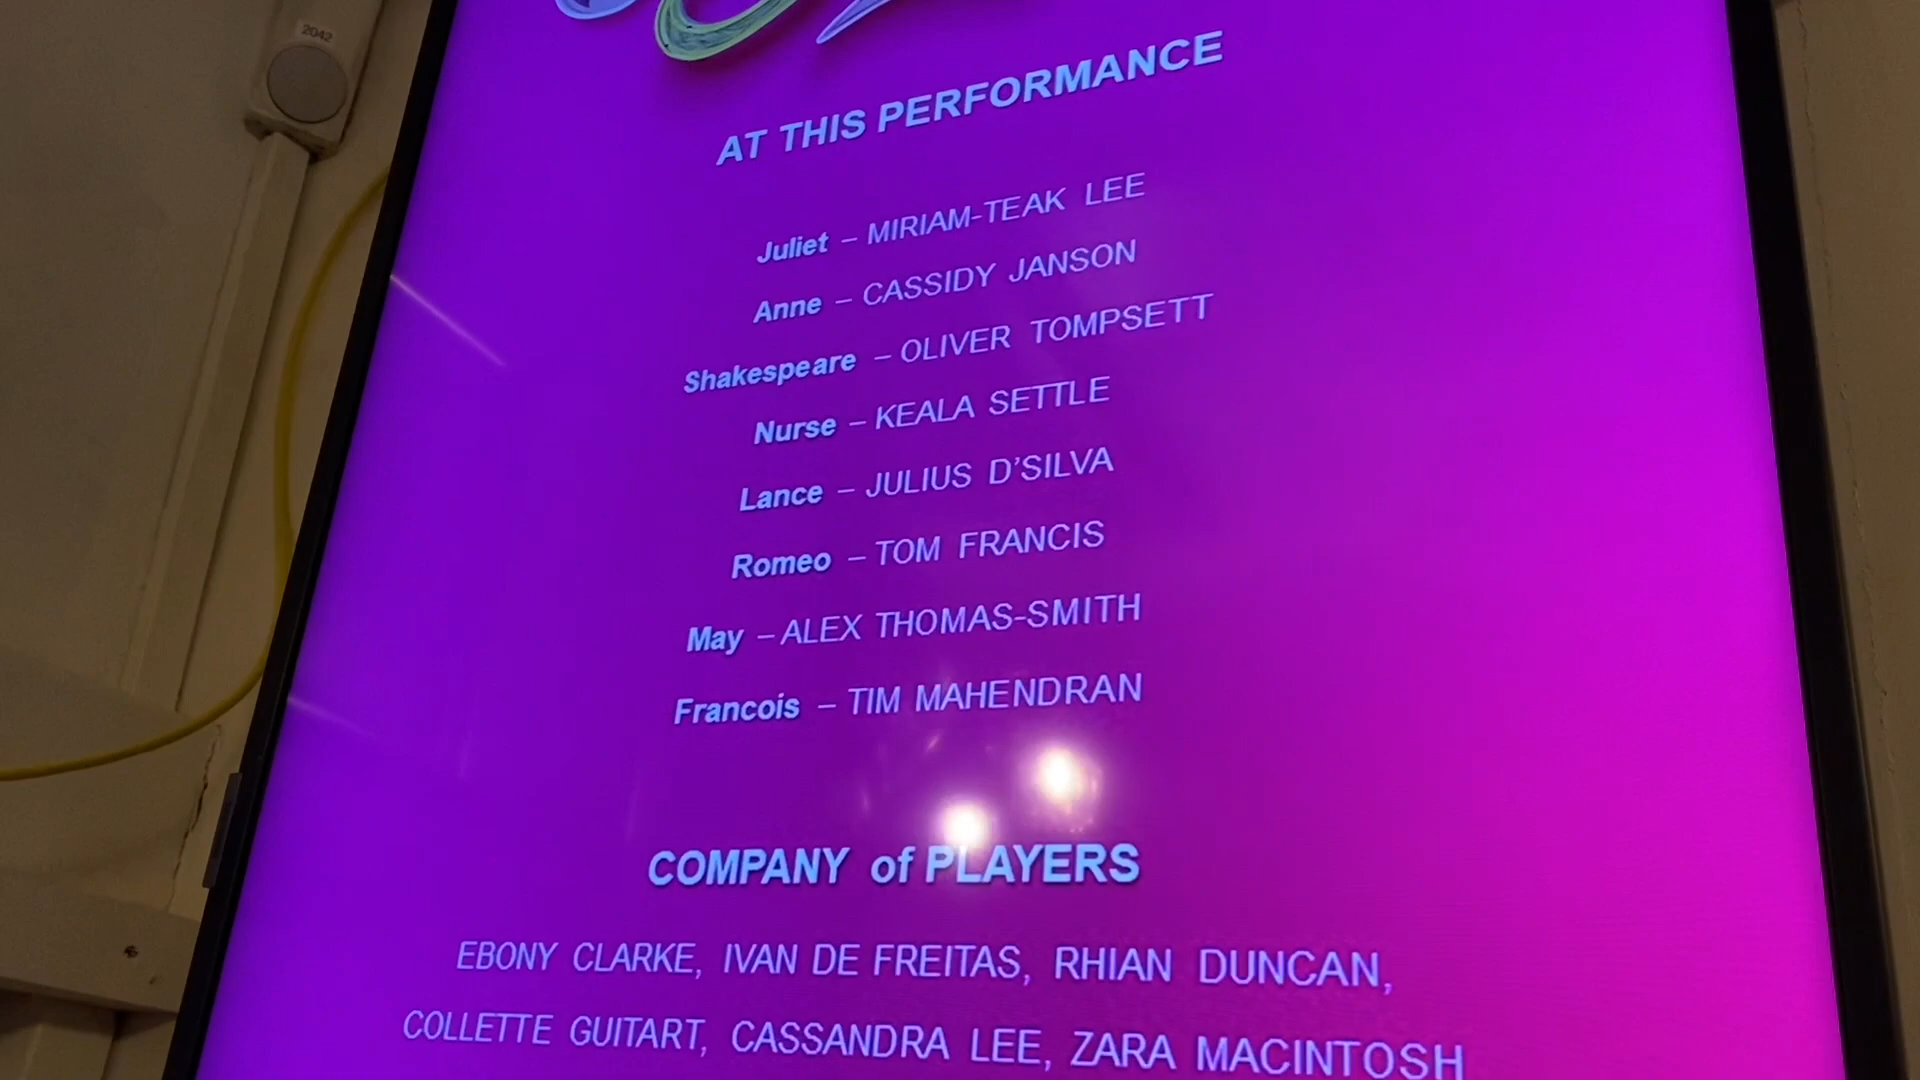 2042
AT THIS PERFORMANCE
Juliet – MIRIAM-TEAK LEE
Anne – CASSIDY JANSON
Shakespeare – OLIVER TOMPSETT
Nurse – KEALA SETTLE
Lance – JULIUS D’SILVA
Romeo – TOM FRANCIS
May – ALEX THOMAS-SMITH
Francois – TIM MAHENDRAN
COMPANY of PLAYERS
EBONY CLARKE, IVAN DE FREITAS, RHIAN DUNCAN,
COLLETTE GUITART, CASSANDRA LEE, ZARA MACINTOSH